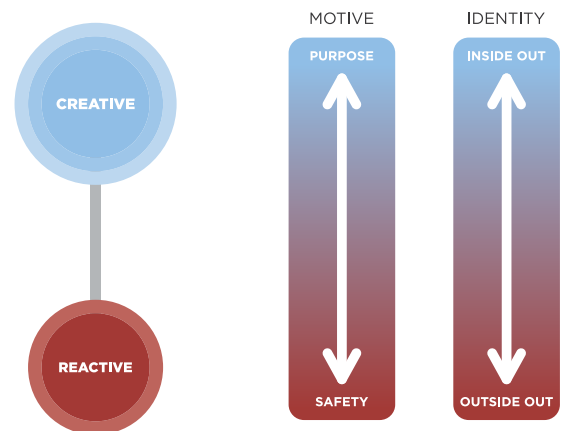 MOTIVE
IDENTITY
CREATIVE
PURPOSE
INSIDE OUT
REACTIVE
SAFETY
OUTSIDE OUT